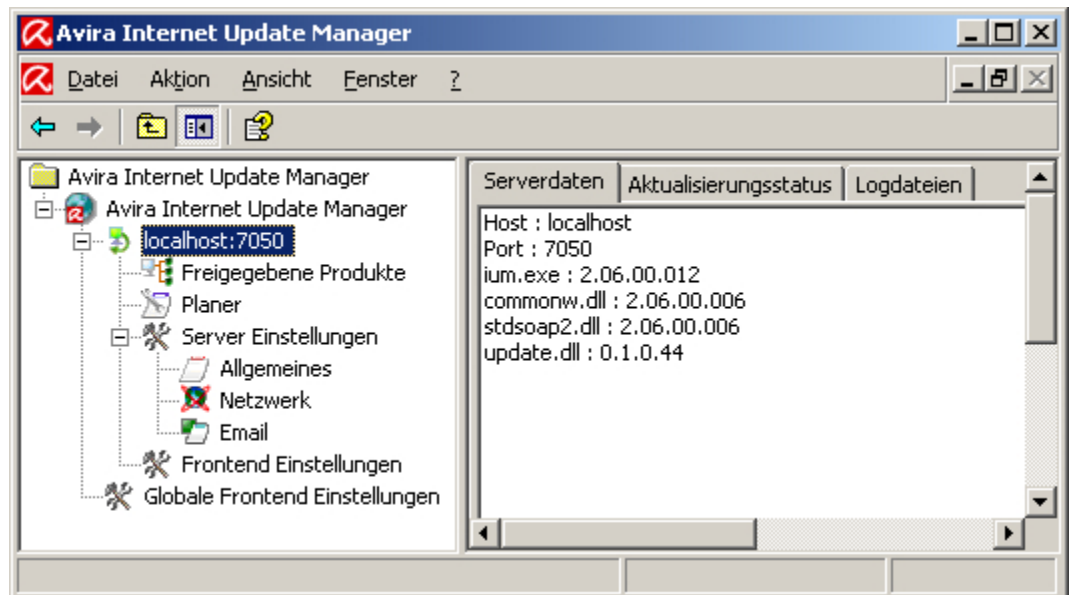 Avira Internet Update Manager
Datei Aktion Ansicht Fenster ?
Avira Internet Update Manager
Avira Internet Update Manager
localhost:7050
Freigegebene Produkte
Planer
Server Einstellungen
Allgemeines
Netzwerk
Email
Frontend Einstellungen
Globale Frontend Einstellungen
Serverdaten Aktualisierungsstatus Logdateien
Host : localhost
Port : 7050
ium.exe : 2.06.00.012
commonw.dll : 2.06.00.006
stdsoap2.dll : 2.06.00.006
update.dll : 0.1.0.44